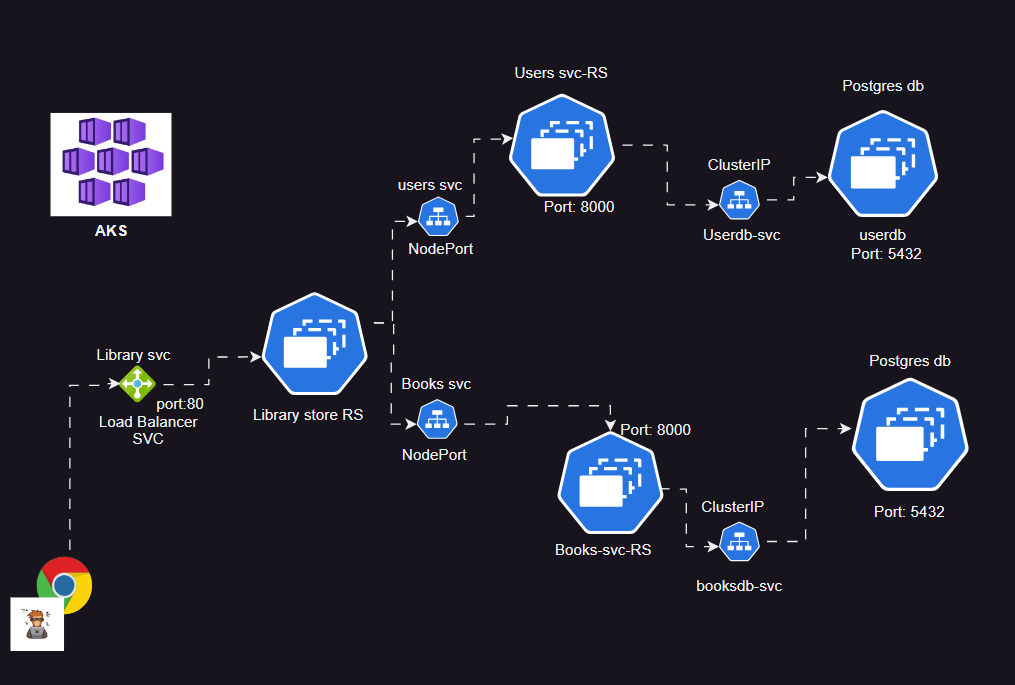 Users svc-RS
Postgres db
ClusterIP
users svc
Port: 8000
AKS
Userdb-svc
userdb
NodePort
Port: 5432
Library svc
Postgres db
Books svc
port:80
Library store RS
Load Balancer
SVC
Port: 8000
NodePort
ClusterIP
Port: 5432
Books-svc-RS
booksdb-svc